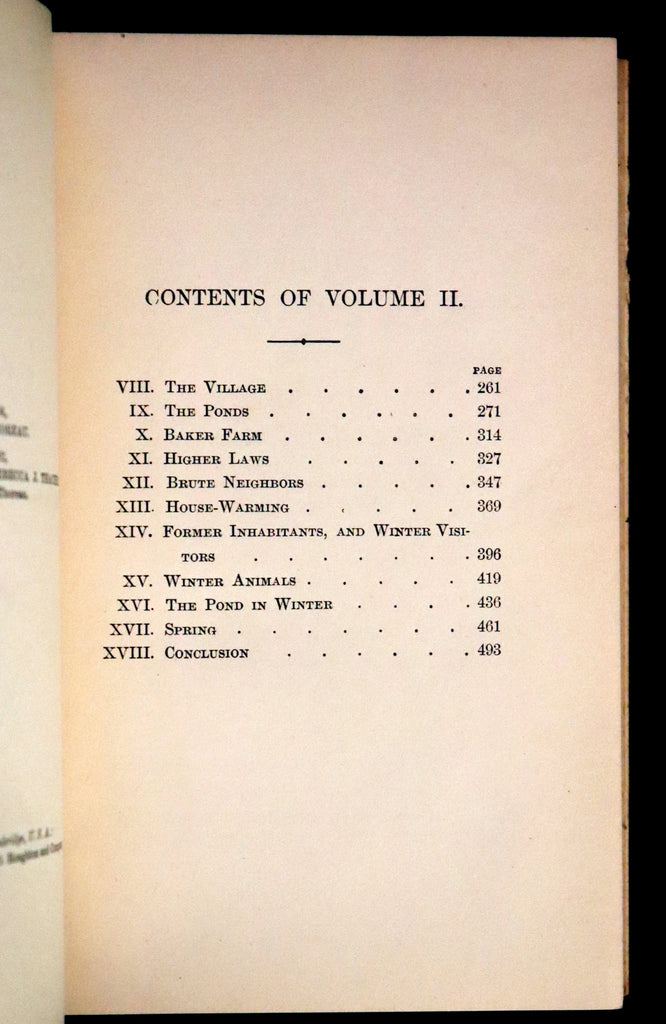 CONTENTS OF VOLUME II.
PAGE
VIII. The Village . . . . . . 261
IX. The Ponds . . . . . . 271
X. Baker Farm . . . . . . 314
XI. Higher Laws . . . . . 327
XII. Brute Neighbors . . . . . 347
XIII. House-Warming . . . . . 369
XIV. Former Inhabitants, and Winter Visi-
tors . . . . . . . 396
XV. Winter Animals . . . . . 419
XVI. The Pond in Winter . . . . 436
XVII. Spring . . . . . . . 461
XVIII. Conclusion . . . . . . 493
U.S.A.
Houghton and